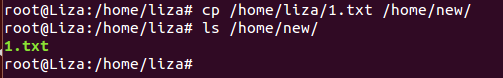 root@Liza:/home/liza# cp /home/liza/1.txt /home/new/
root@Liza:/home/liza# ls /home/new/
1.txt
root@Liza:/home/liza#